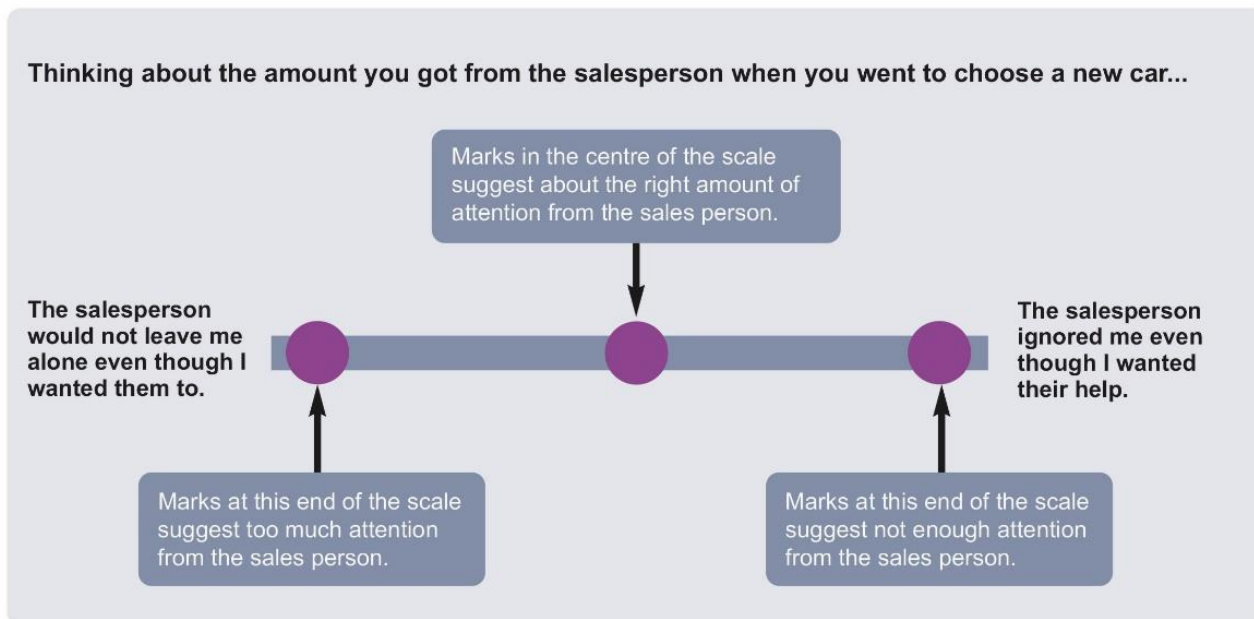 Thinking about the amount you got from the salesperson when you went to choose a new car...
Marks in the centre of the scale
suggest about the right amount of
attention from the sales person.
The salesperson
would not leave me
alone even though I
wanted them to.
The salesperson
ignored me even
though I wanted
their help.
Marks at this end of the scale
suggest too much attention
from the sales person.
Marks at this end of the scale
suggest not enough attention
from the sales person.